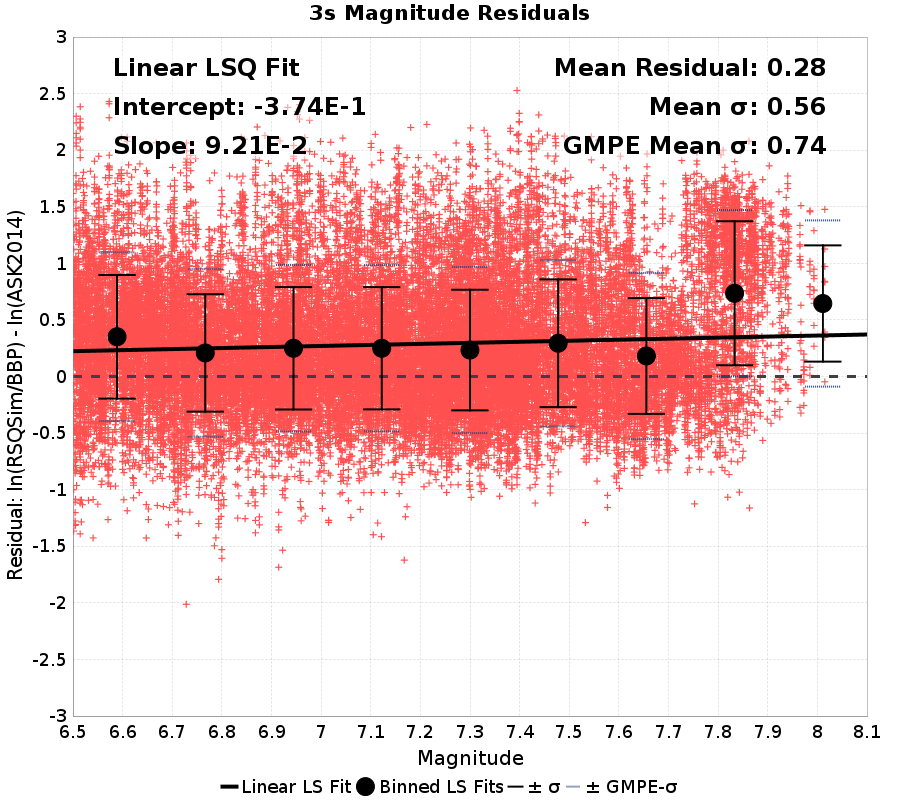 3s Magnitude Residuals
Linear LSQ Fit
Intercept: -3.74E-1
Slope: 9.21E-2
Mean Residual: 0.28
Mean σ: 0.56
GMPE Mean σ: 0.74
Residual: ln(RSQSim/BBP) - ln(ASK2014)
3
2.5
2
1.5
1
0.5
0
-0.5
-1
-1.5
-2
-2.5
-3
6.5 6.6 6.7 6.8 6.9 7 7.1 7.2 7.3 7.4 7.5 7.6 7.7 7.8 7.9 8 8.1
Magnitude
Linear LS Fit Binned LS Fits ± σ ± GMPE-σ